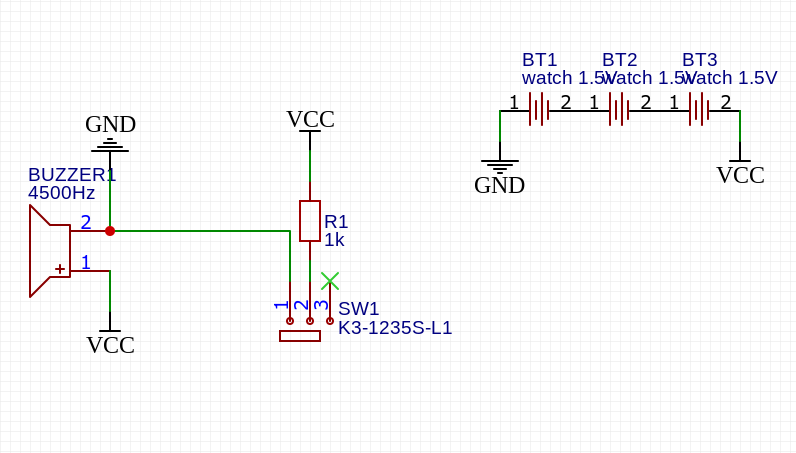 BT1 BT2 BT3
watch 1.5V watch 1.5V watch 1.5V
1 2 1 2 1 2
GND
VCC
GND
VCC
BUZZER1
4500Hz
2
1
+
VCC
R1
1k
1 2 3
SW1
K3-1235S-L1